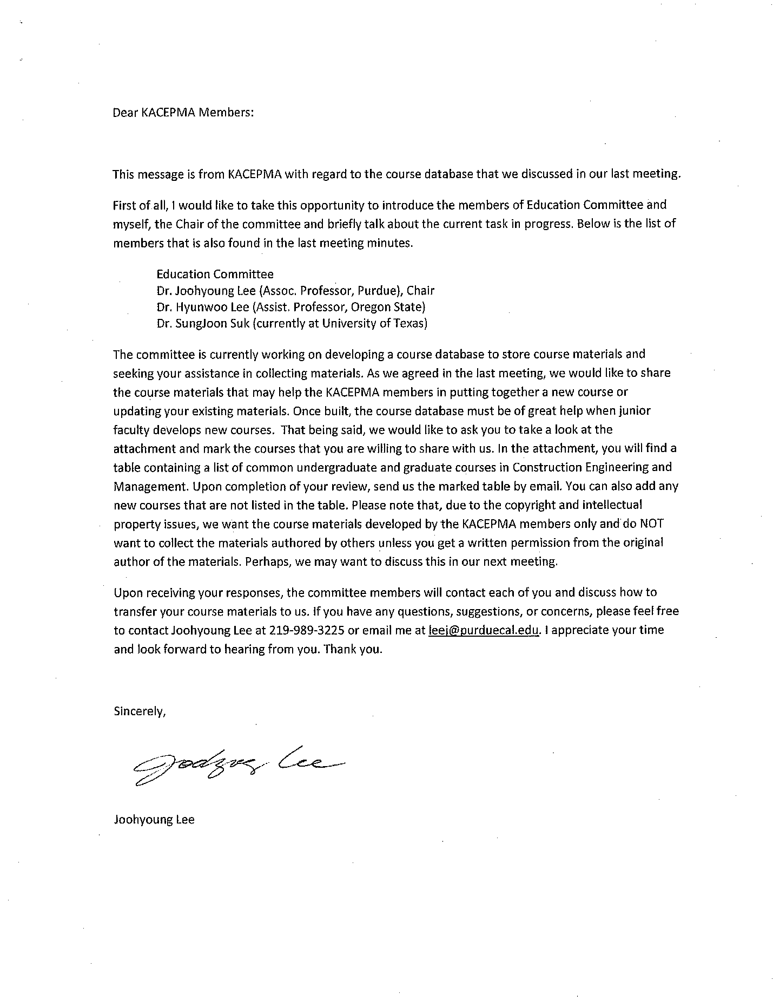 Dear KACEPMA Members:
This message is from KACEPMA with regard to the course database that we discussed in our last meeting.
First of all, I would like to take this opportunity to introduce the members of Education Committee and
myself, the Chair of the committee and briefly talk about the current task in progress. Below is the list of
members that is also found in the last meeting minutes.
Education Committee
Dr. Joohyoung Lee (Assoc. Professor, Purdue), Chair
Dr. Hyunwoo Lee (Assist. Professor, Oregon State)
Dr. SungJoon Suk (currently at University of Texas)
The committee is currently working on developing a course database to store course materials and
seeking your assistance in collecting materials. As we agreed in the last meeting, we would like to share
the course materials that may help the KACEPMA members in putting together a new course or
updating your existing materials. Once built, the course database must be of great help when junior
faculty develops new courses. That being said, we would like to ask you to take a look at the
attachment and mark the courses that you are willing to share with us. In the attachment, you will find a
table containing a list of common undergraduate and graduate courses in Construction Engineering and
Management. Upon completion of your review, send us the marked table by email. You can also add any
new courses that are not listed in the table. Please note that, due to the copyright and intellectual
property issues, we want the course materials developed by the KACEPMA members only and do NOT
want to collect the materials authored by others unless you get a written permission from the original
author of the materials. Perhaps, we may want to discuss this in our next meeting.
Upon receiving your responses, the committee members will contact each of you and discuss how to
transfer your course materials to us. If you have any questions, suggestions, or concerns, please feel free
to contact Joohyoung Lee at 219-989-3225 or email me at leej@purduecal.edu. I appreciate your time
and look forward to hearing from you. Thank you.
Sincerely,
Lee
Joohyoung Lee